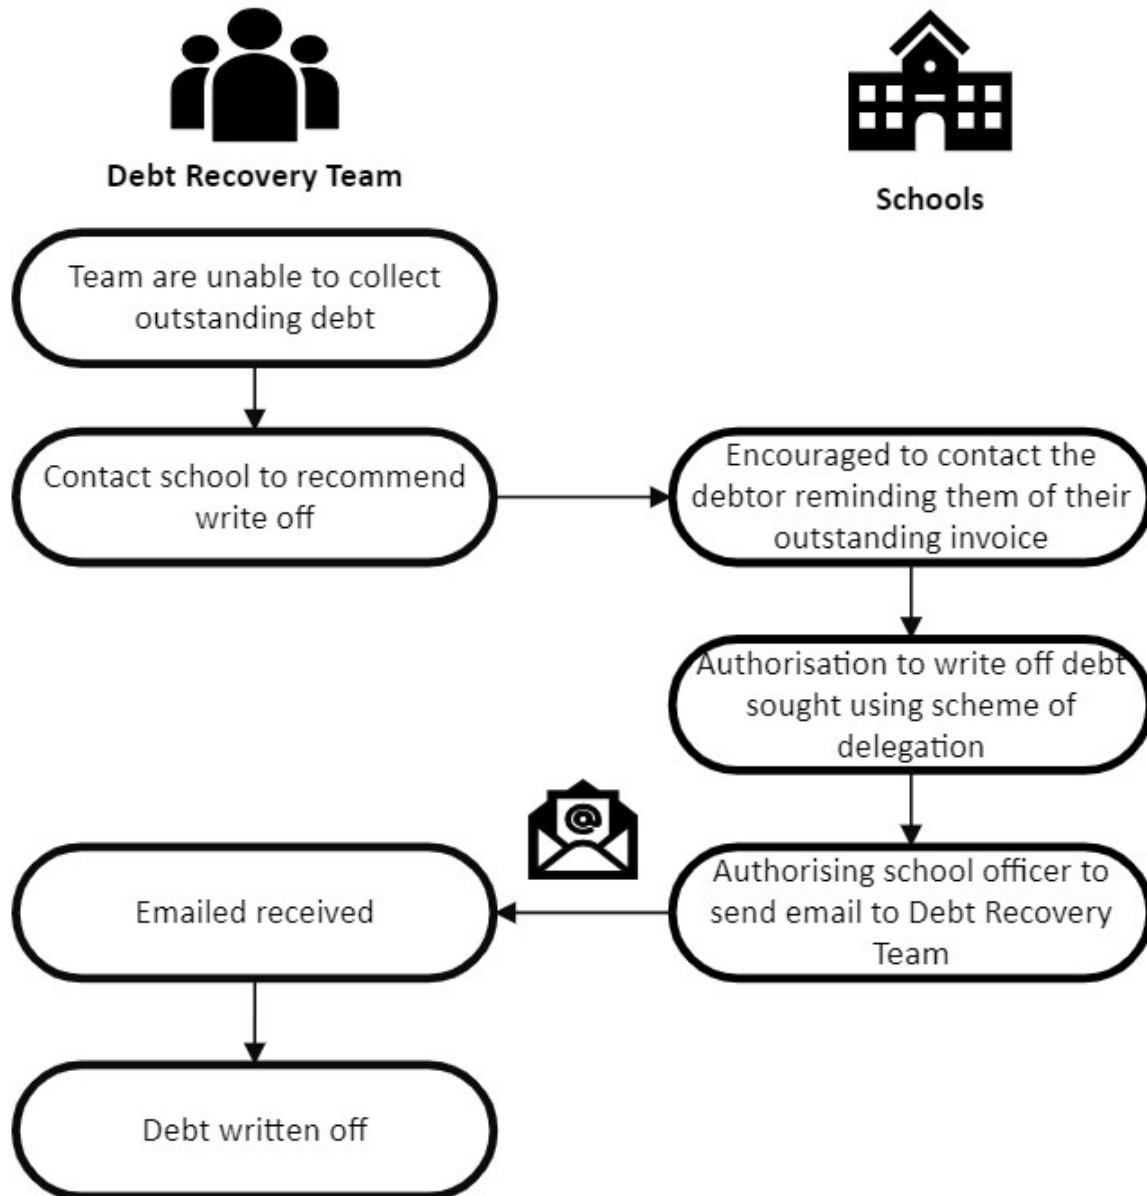 Debt Recovery Team
Schools
Team are unable to collect
outstanding debt
Contact school to recommend
write off
Encouraged to contact the
debtor reminding them of their
outstanding invoice
Authorisation to write off debt
sought using scheme of
delegation
@
Authorising school officer to
send email to Debt Recovery
Team
Emailed received
Debt written off